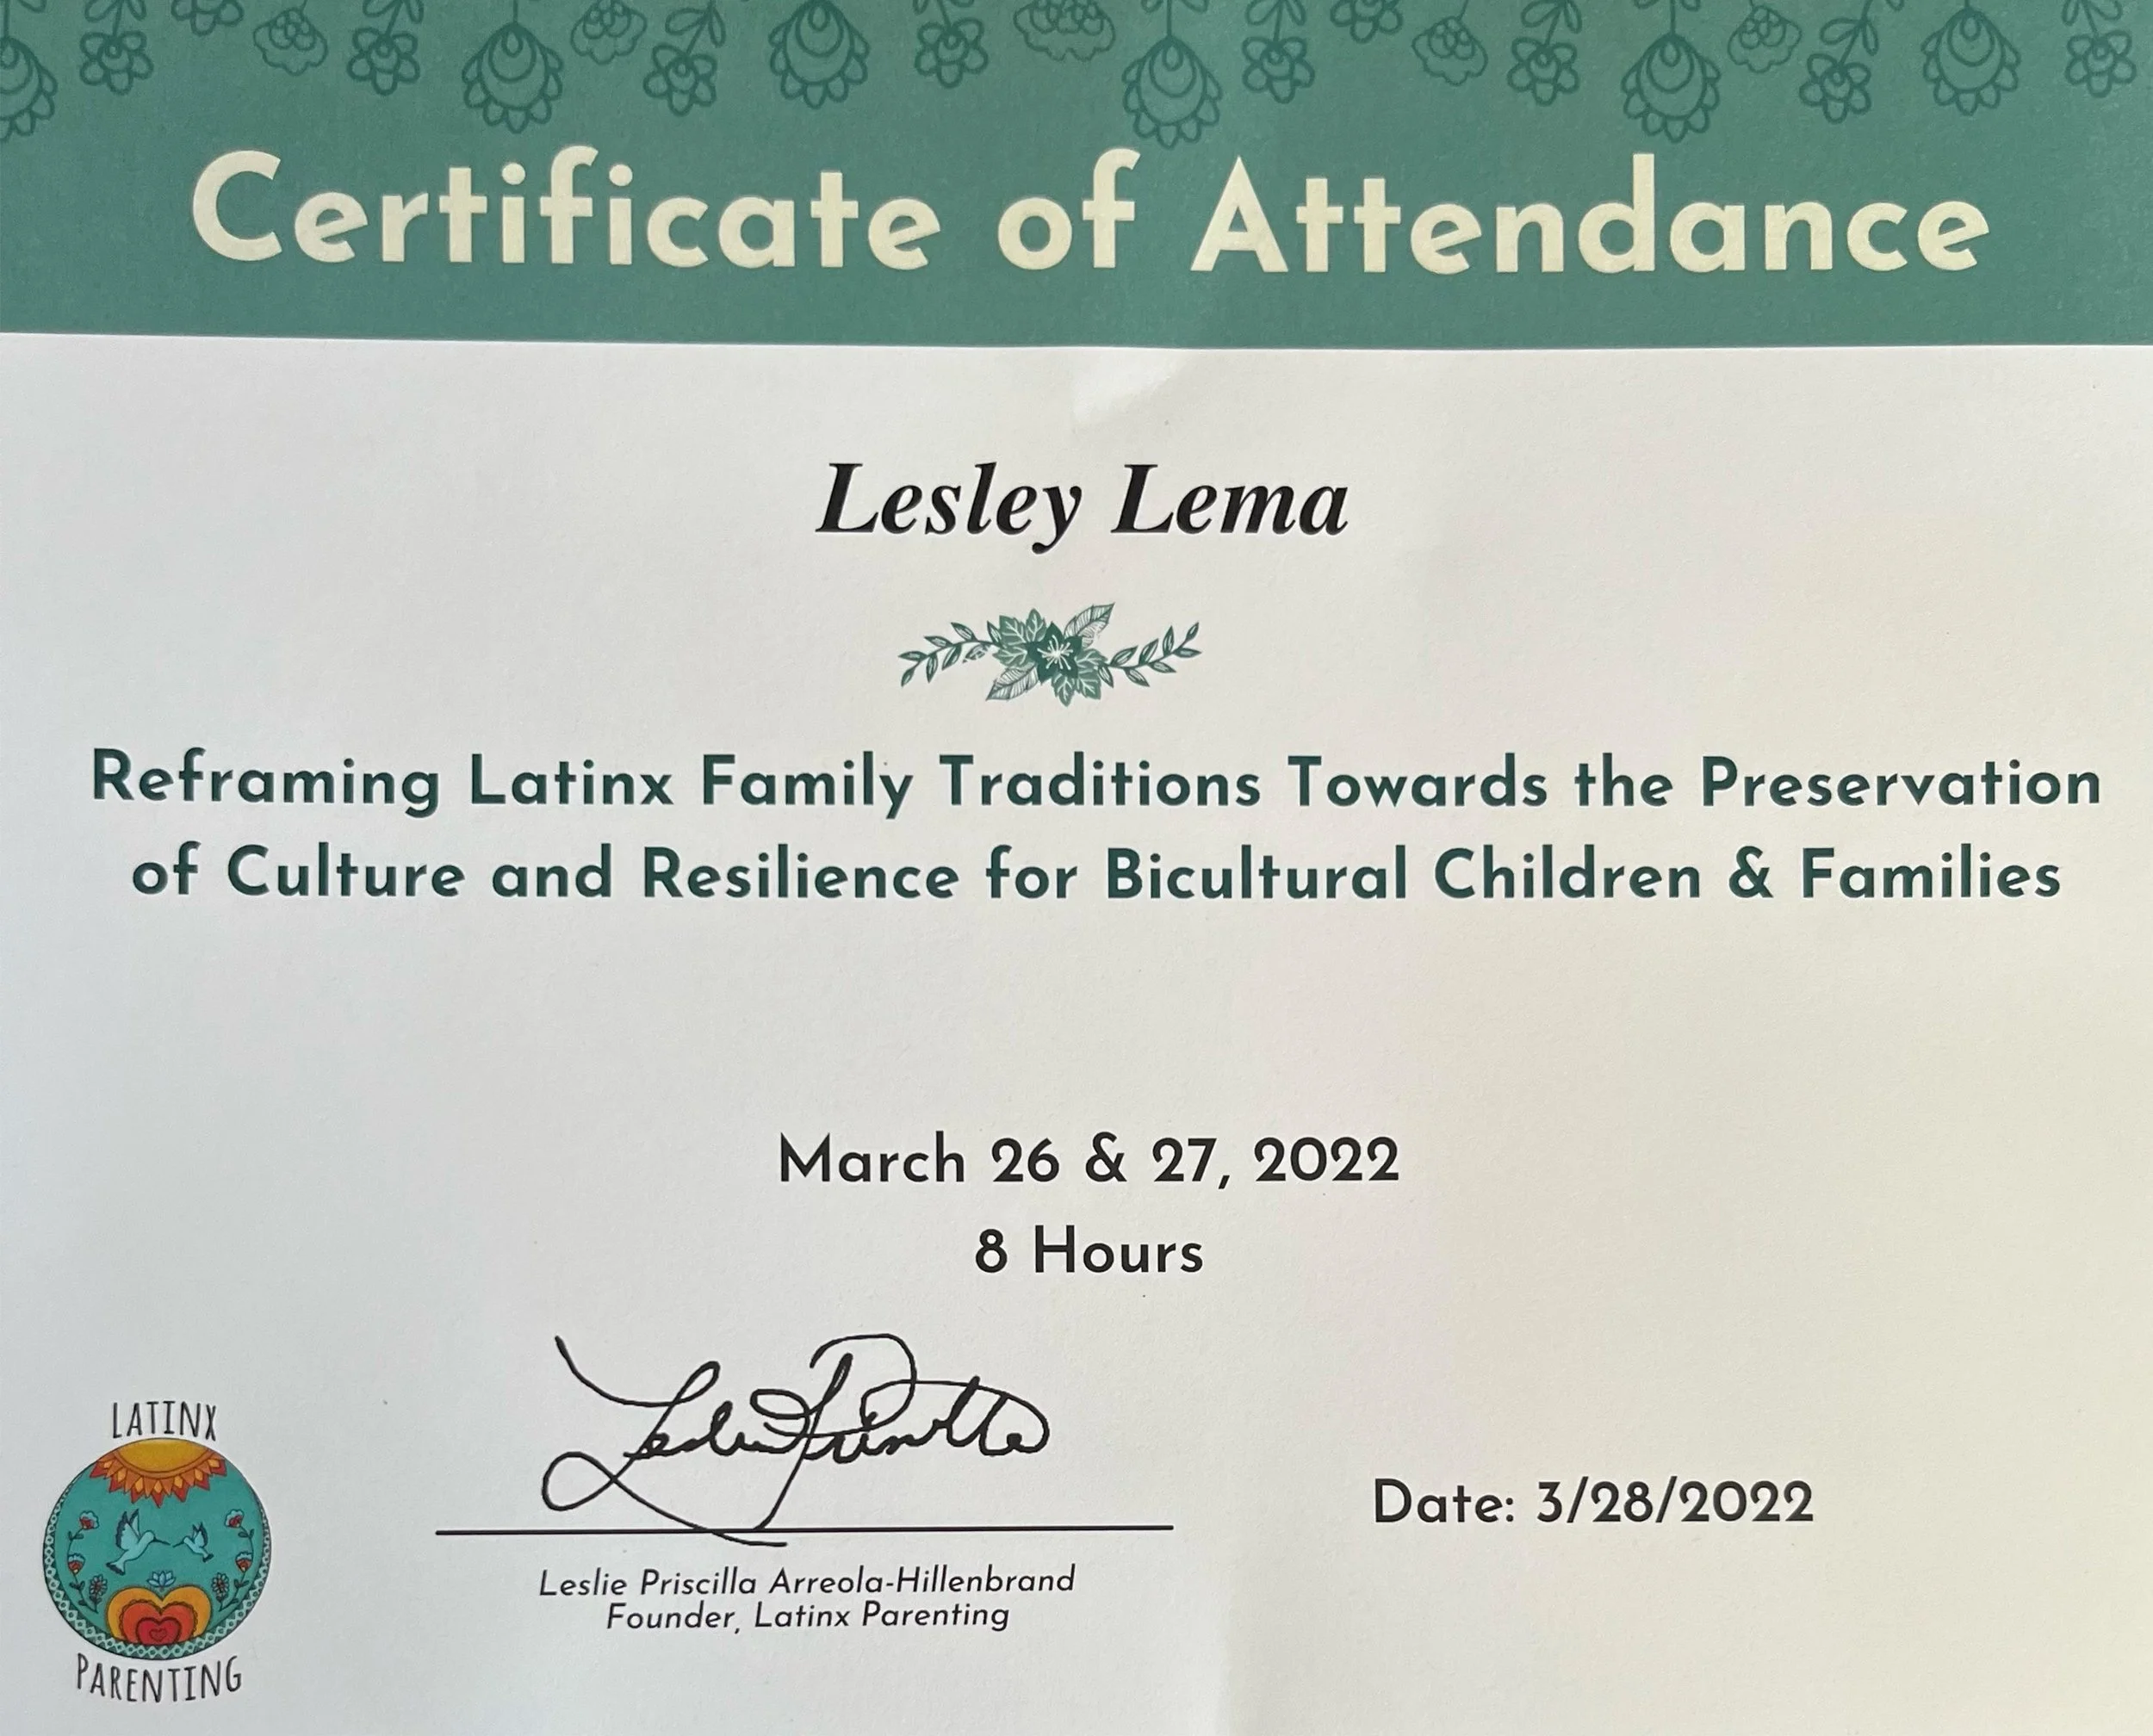 Certificate of Attendance
Lesley Lema
Reframing Latinx Family Traditions Towards the Preservation
of Culture and Resilience for Bicultural Children & Families
March 26 & 27, 2022
8 Hours
Leslie Priscilla Arreola-Hillenbrand
Founder, Latinx Parenting
Date: 3/28/2022
LATINX
PARENTING